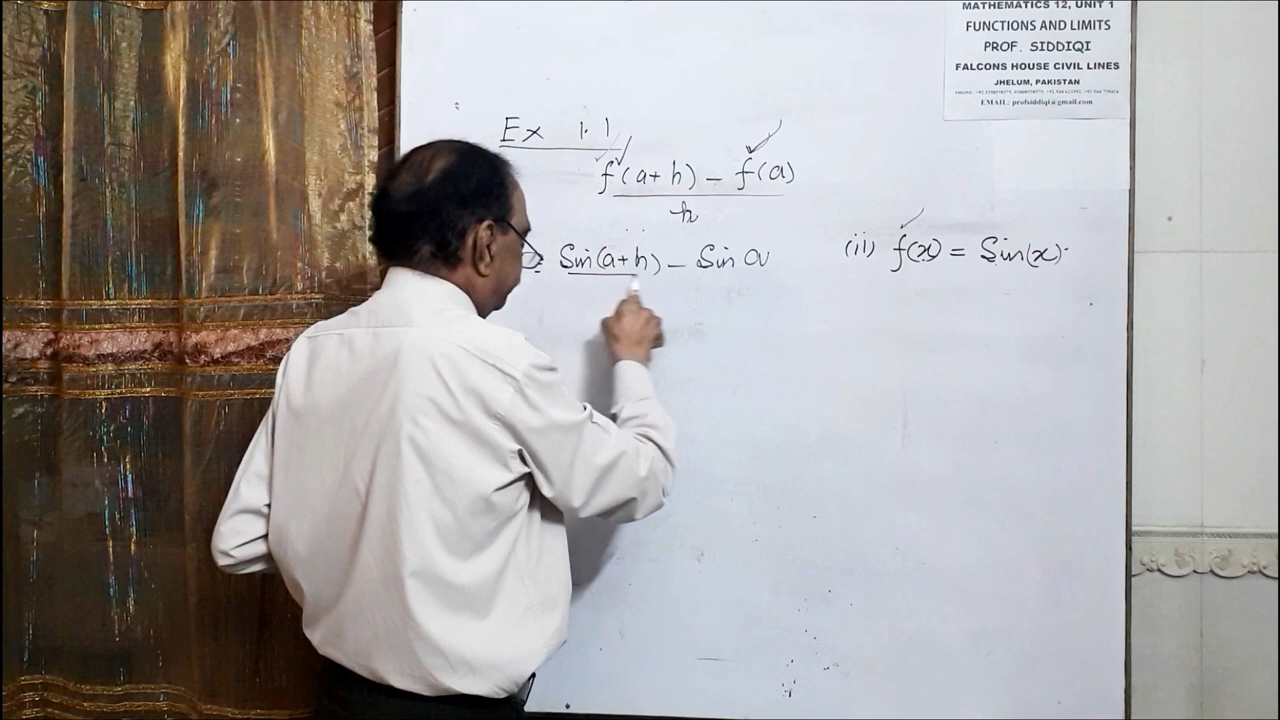 MATHEMATICS 12, UNIT 1
FUNCTIONS AND LIMITS
PROF. SIDDIQI
FALCONS HOUSE CIVIL LINES
JHELUM, PAKISTAN
EMAIL: profsiddiqi@gmail.com
Ex 1.1
f(a+h) - f(a)
h
= Sin(a+h) - Sin a
(ii) f(x) = Sin(x)